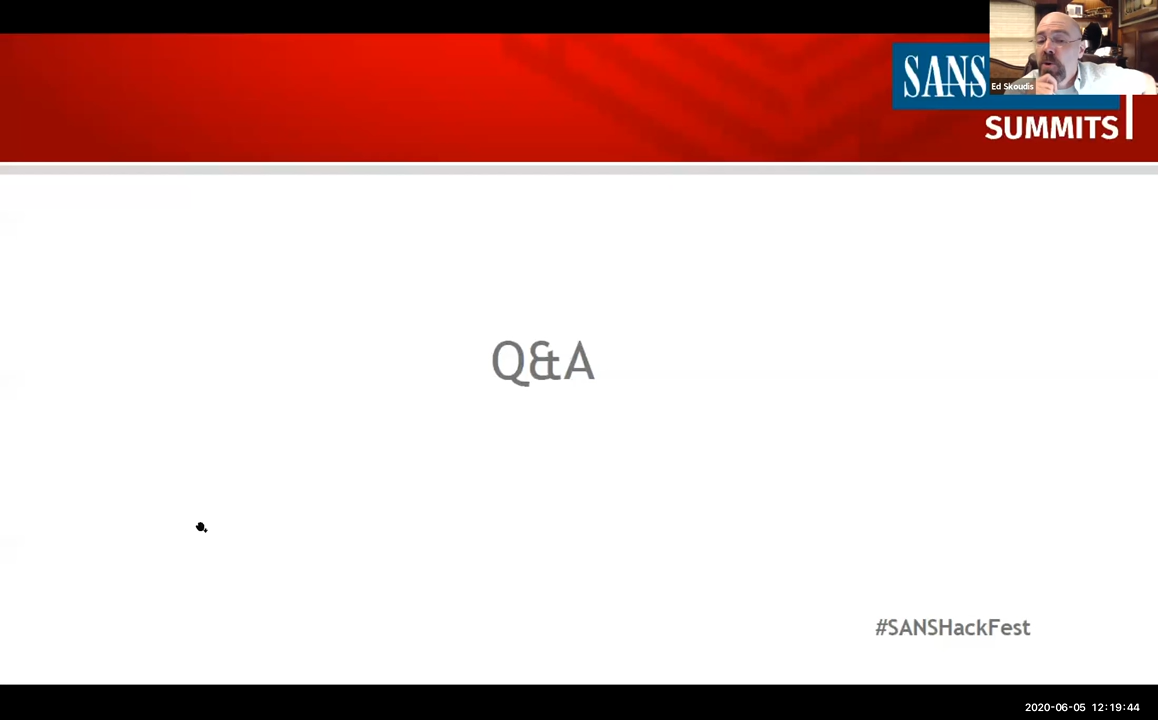 SANS
Ed Skoudis
SUMMITS
Q&A
#SANSHackFest
2020-06-05 12:19:44